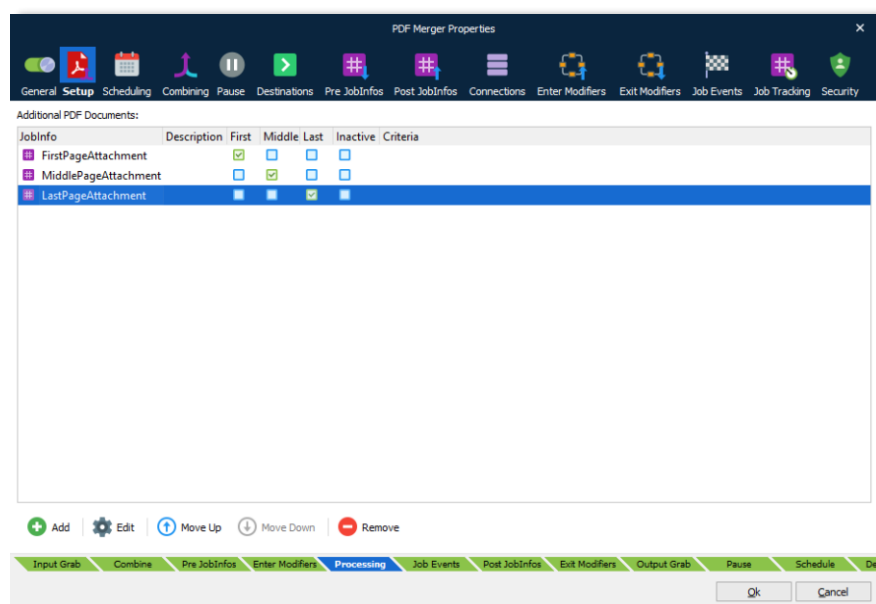 PDF Merger Properties
General Setup Scheduling Combining Pause Destinations Pre JobInfos Post JobInfos Connections Enter Modifiers Exit Modifiers Job Events Job Tracking Security
Additional PDF Documents:
JobInfo Description First Middle Last Inactive Criteria
FirstPageAttachment
MiddlePageAttachment
LastPageAttachment
Add Edit Move Up Move Down Remove
Input Grab Combine Pre JobInfos Enter Modifiers Processing Job Events Post JobInfos Exit Modifiers Output Grab Pause Schedule De
Ok Cancel